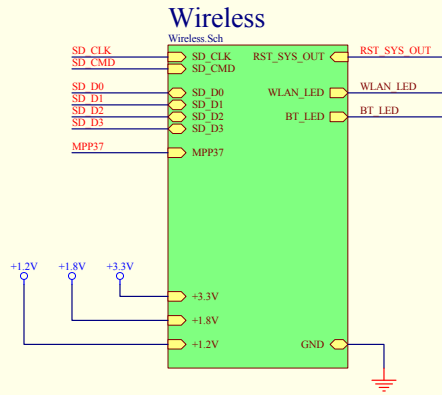 Wireless
Wireless.Sch
SD_CLK SD_CLK RST_SYS_OUT RST_SYS_OUT
SD_CMD SD_CMD
SD_D0 SD_D0 WLAN_LED WLAN_LED
SD_D1 SD_D1
SD_D2 SD_D2 BT_LED BT_LED
SD_D3 SD_D3
MPP37 MPP37
+1.2V +1.8V +3.3V
+3.3V
+1.8V
+1.2V GND